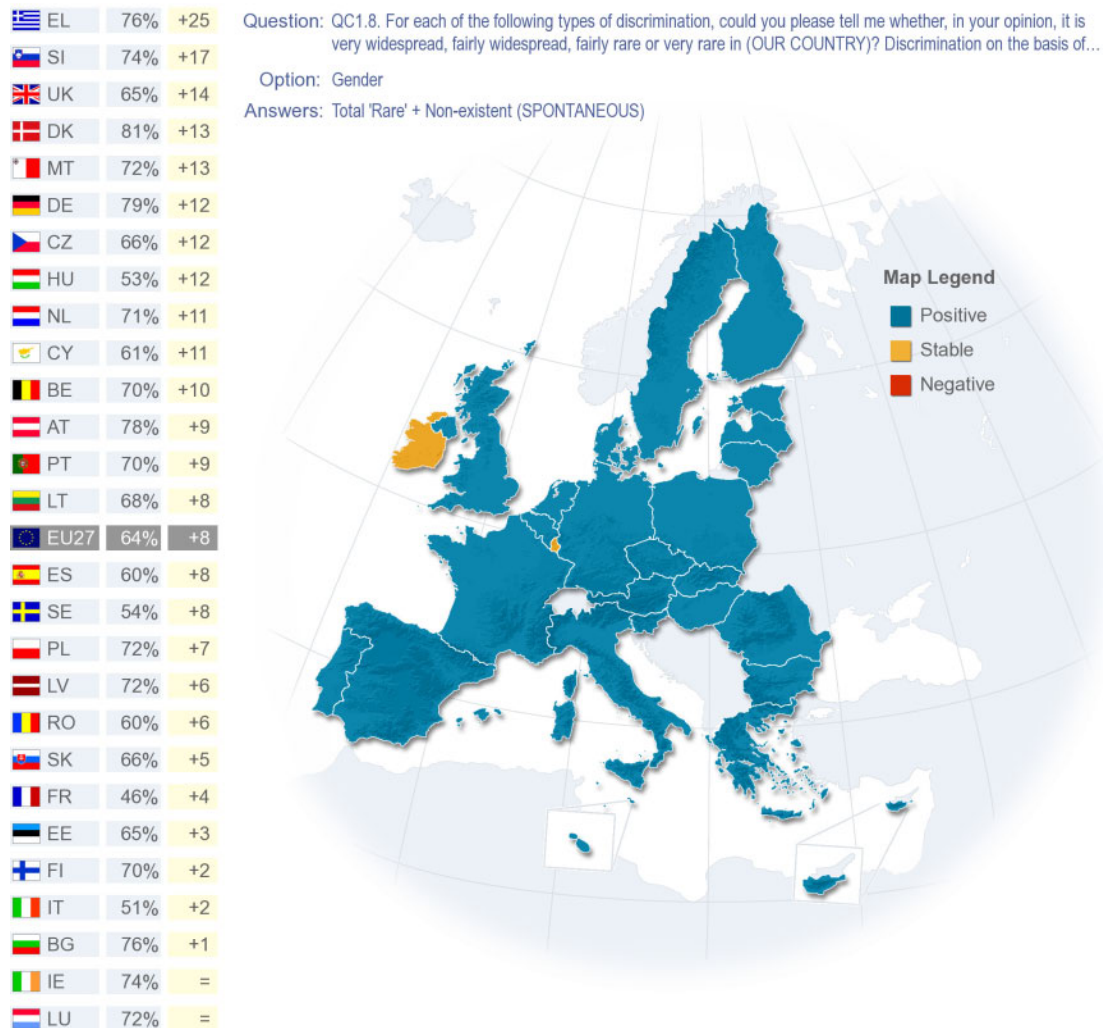 Question: QC1.8. For each of the following types of discrimination, could you please tell me whether, in your opinion, it is
very widespread, fairly widespread, fairly rare or very rare in (OUR COUNTRY)? Discrimination on the basis of...
Option: Gender
Answers: Total 'Rare' + Non-existent (SPONTANEOUS)
EL 76% +25
SI 74% +17
UK 65% +14
DK 81% +13
MT 72% +13
DE 79% +12
CZ 66% +12
HU 53% +12
NL 71% +11
CY 61% +11
BE 70% +10
AT 78% +9
PT 70% +9
LT 68% +8
EU27 64% +8
ES 60% +8
SE 54% +8
PL 72% +7
LV 72% +6
RO 60% +6
SK 66% +5
FR 46% +4
EE 65% +3
FI 70% +2
IT 51% +2
BG 76% +1
IE 74% =
LU 72% =
Map Legend
Positive
Stable
Negative